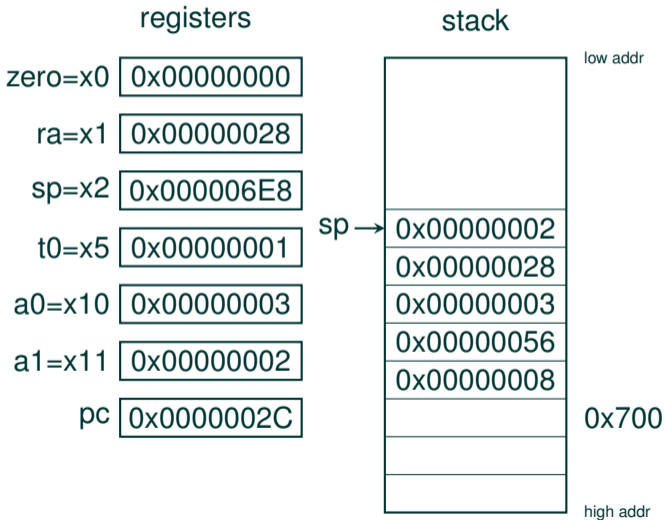 registers
zero=x0 0x00000000
ra=x1 0x00000028
sp=x2 0x000006E8
t0=x5 0x00000001
a0=x10 0x00000003
a1=x11 0x00000002
pc 0x0000002C
stack
low addr
sp
0x00000002
0x00000028
0x00000003
0x00000056
0x00000008
0x700
high addr